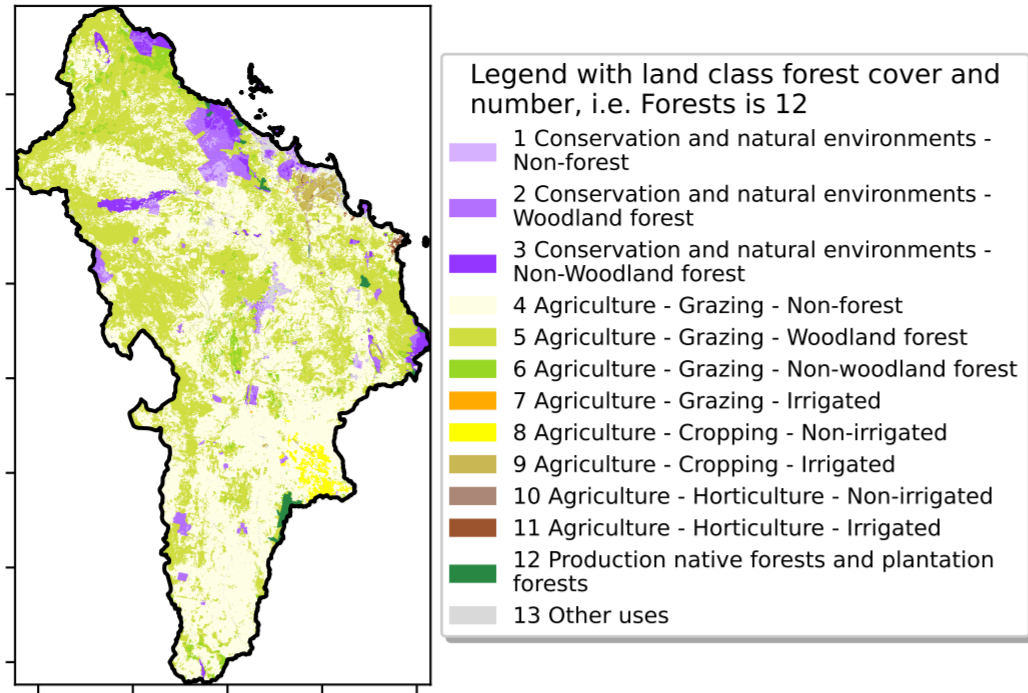 Legend with land class forest cover and
number, i.e. Forests is 12
1 Conservation and natural environments -
Non-forest
2 Conservation and natural environments -
Woodland forest
3 Conservation and natural environments -
Non-Woodland forest
4 Agriculture - Grazing - Non-forest
5 Agriculture - Grazing - Woodland forest
6 Agriculture - Grazing - Non-woodland forest
7 Agriculture - Grazing - Irrigated
8 Agriculture - Cropping - Non-irrigated
9 Agriculture - Cropping - Irrigated
10 Agriculture - Horticulture - Non-irrigated
11 Agriculture - Horticulture - Irrigated
12 Production native forests and plantation
forests
13 Other uses